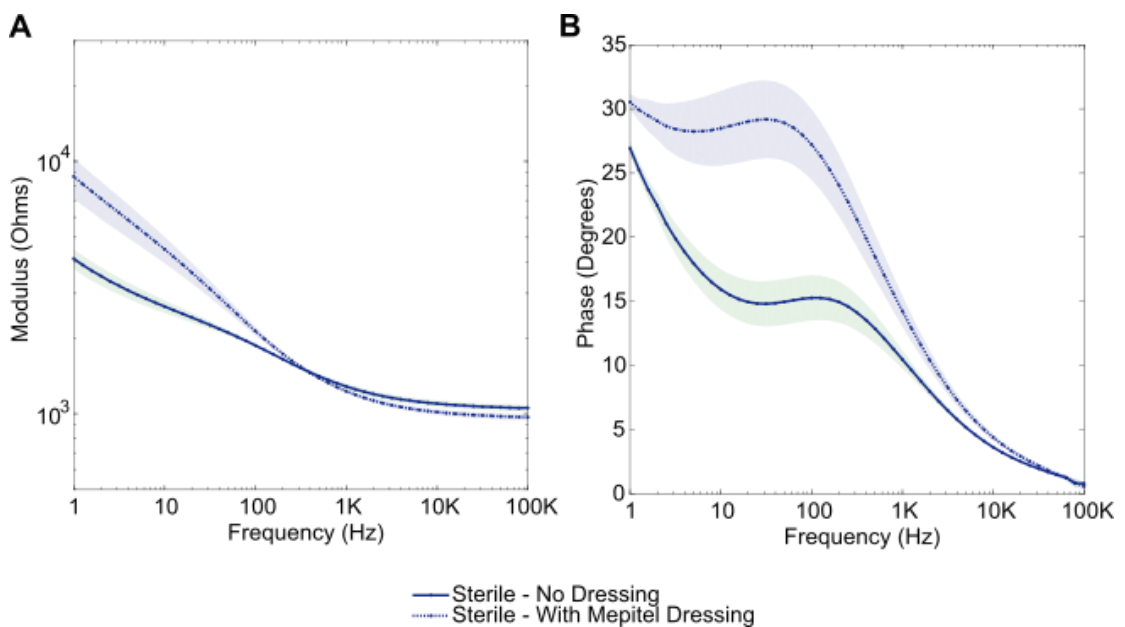 A
B
Modulus (Ohms)
10^4
10^3
1 10 100 1K 10K 100K
Frequency (Hz)
Phase (Degrees)
35
30
25
20
15
10
5
0
1 10 100 1K 10K 100K
Frequency (Hz)
Sterile - No Dressing
Sterile - With Mepitel Dressing